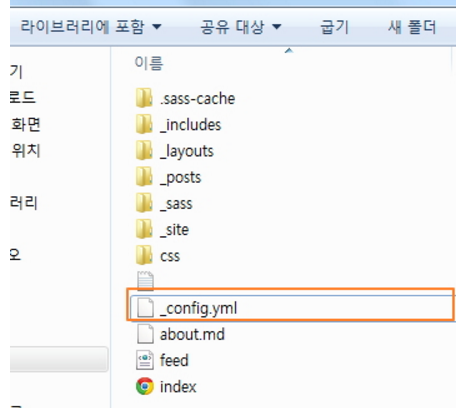 라이브러리에 포함 공유 대상 굽기 새 폴더
이름
기
로드
화면
위치
러리
오
.sass-cache
_includes
_layouts
_posts
_sass
_site
css
_config.yml
about.md
feed
index